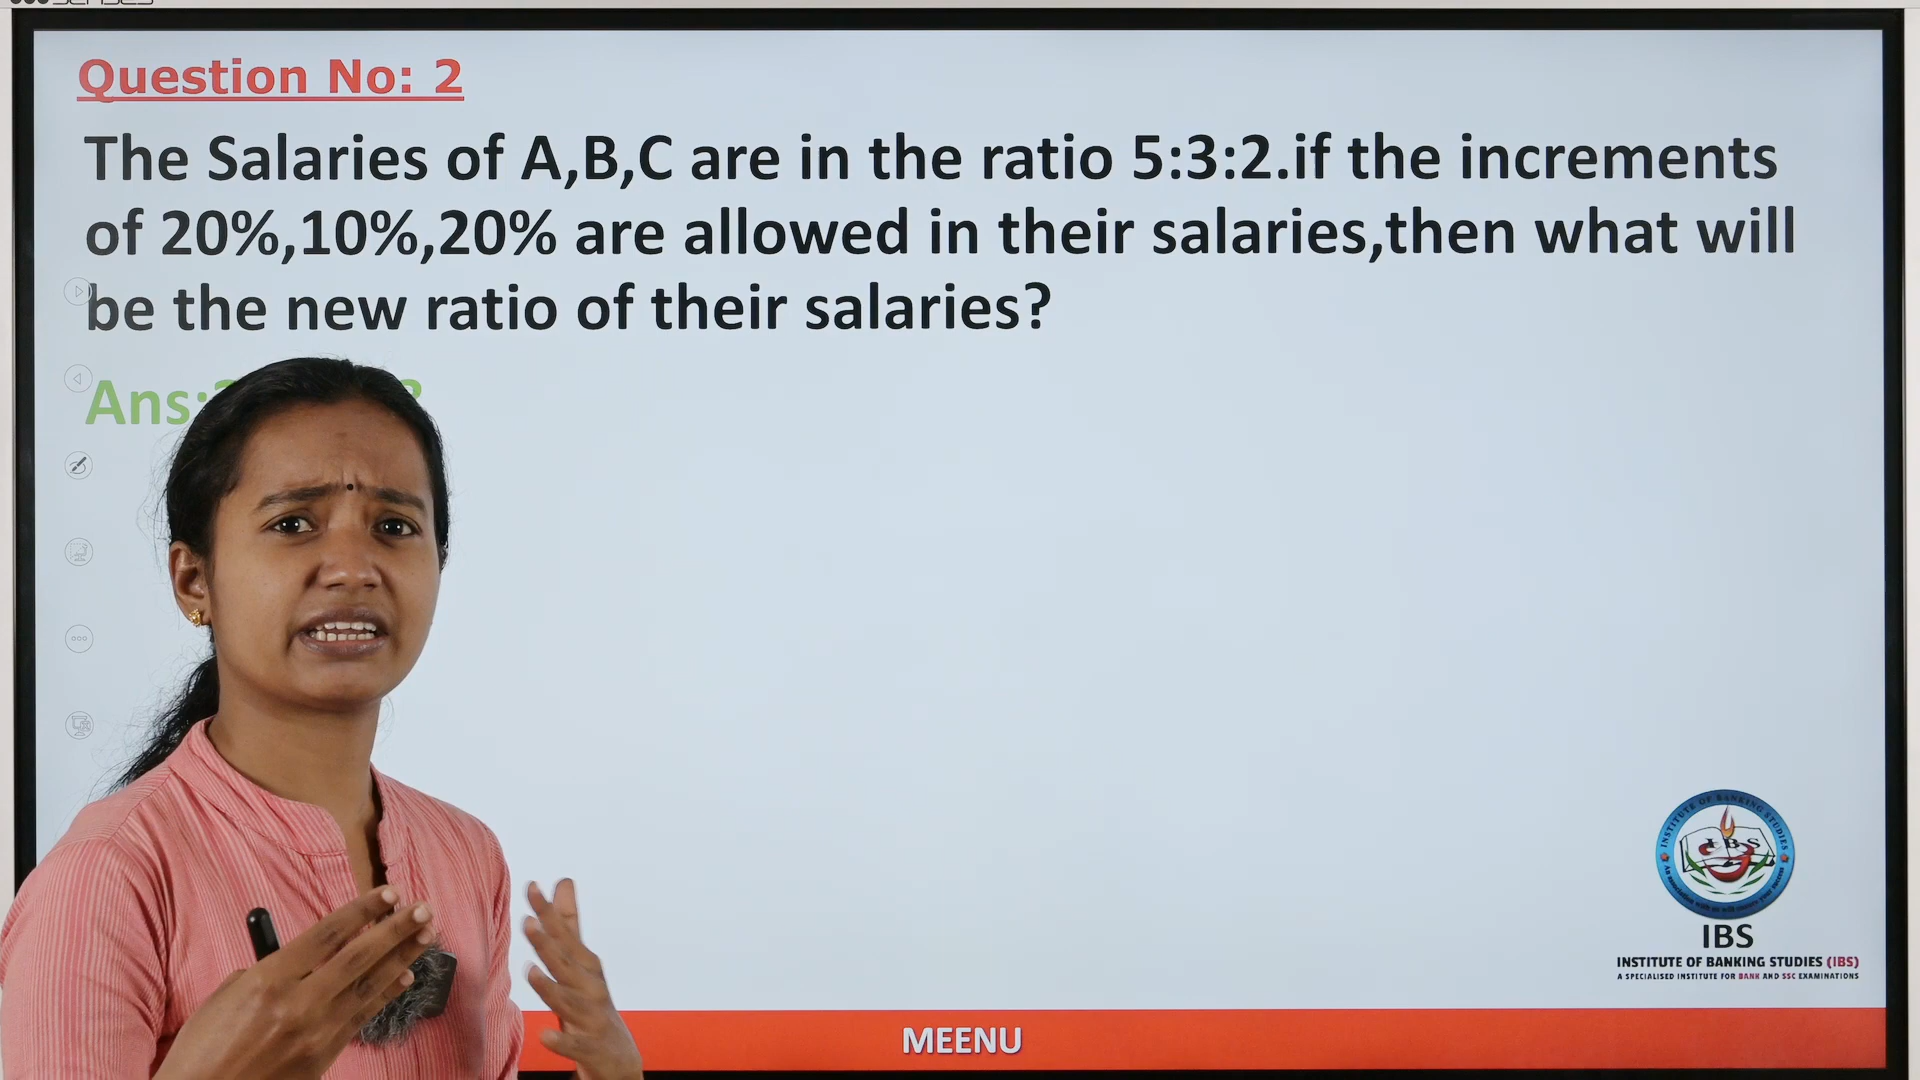 Question No: 2
The Salaries of A,B,C are in the ratio 5:3:2.if the increments
of 20%,10%,20% are allowed in their salaries,then what will
be the new ratio of their salaries?
Ans:
IBS
IBS
INSTITUTE OF BANKING STUDIES (IBS)
A SPECIALISED INSTITUTE FOR BANK AND SSC EXAMINATIONS
MEENU